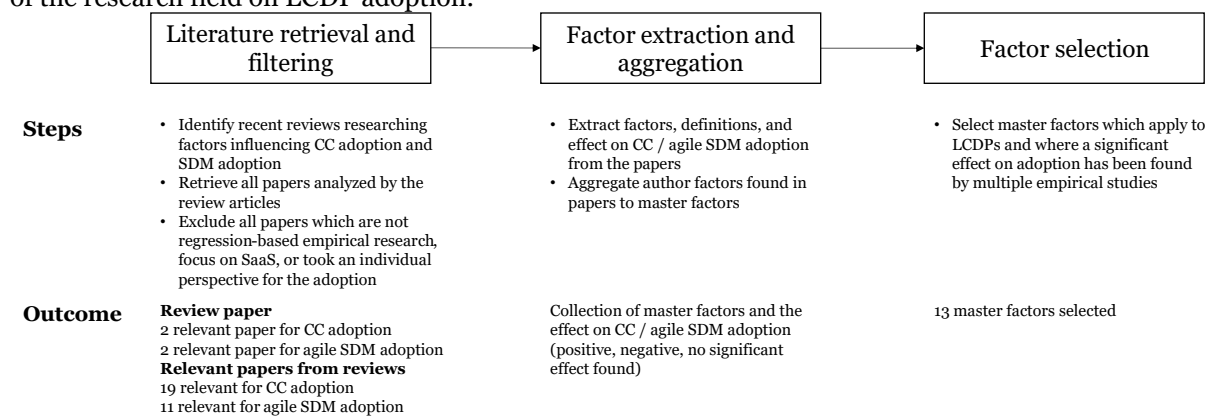 of the research field on LCDP adoption.
Literature retrieval and
filtering
Factor extraction and
aggregation
Factor selection
Steps
• Identify recent reviews researching
factors influencing CC adoption and
SDM adoption
• Retrieve all papers analyzed by the
review articles
• Exclude all papers which are not
regression-based empirical research,
focus on SaaS, or took an individual
perspective for the adoption
• Extract factors, definitions, and
effect on CC / agile SDM adoption
from the papers
• Aggregate author factors found in
papers to master factors
• Select master factors which apply to
LCDPs and where a significant
effect on adoption has been found
by multiple empirical studies
Outcome
Review paper
2 relevant paper for CC adoption
2 relevant paper for agile SDM adoption
Relevant papers from reviews
19 relevant for CC adoption
11 relevant for agile SDM adoption
Collection of master factors and the
effect on CC / agile SDM adoption
(positive, negative, no significant
effect found)
13 master factors selected